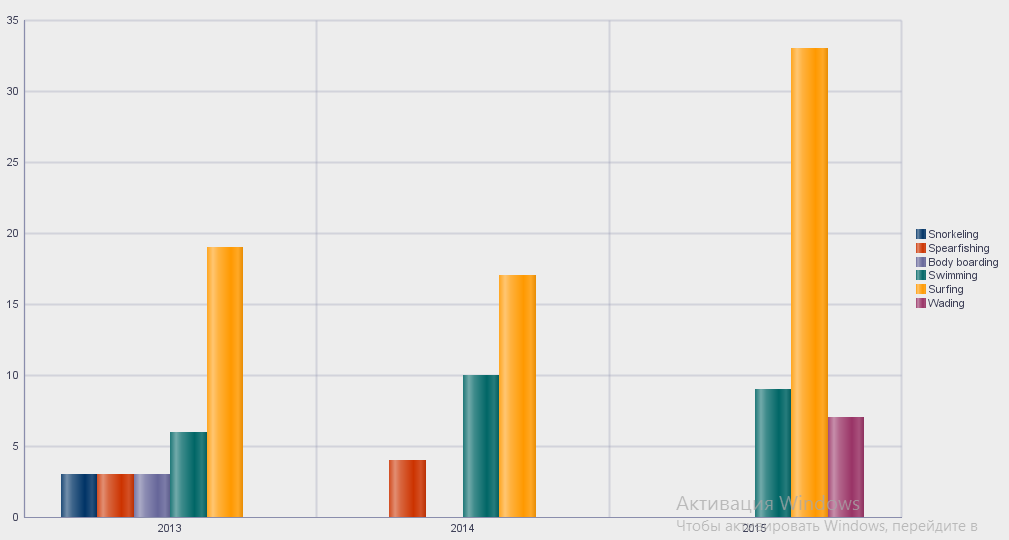 35
30
25
20
15
10
5
0
2013
2014
2015
Snorkeling
Spearfishing
Body boarding
Swimming
Surfing
Wading
Активация Windows
Чтобы активировать Windows, перейдите в